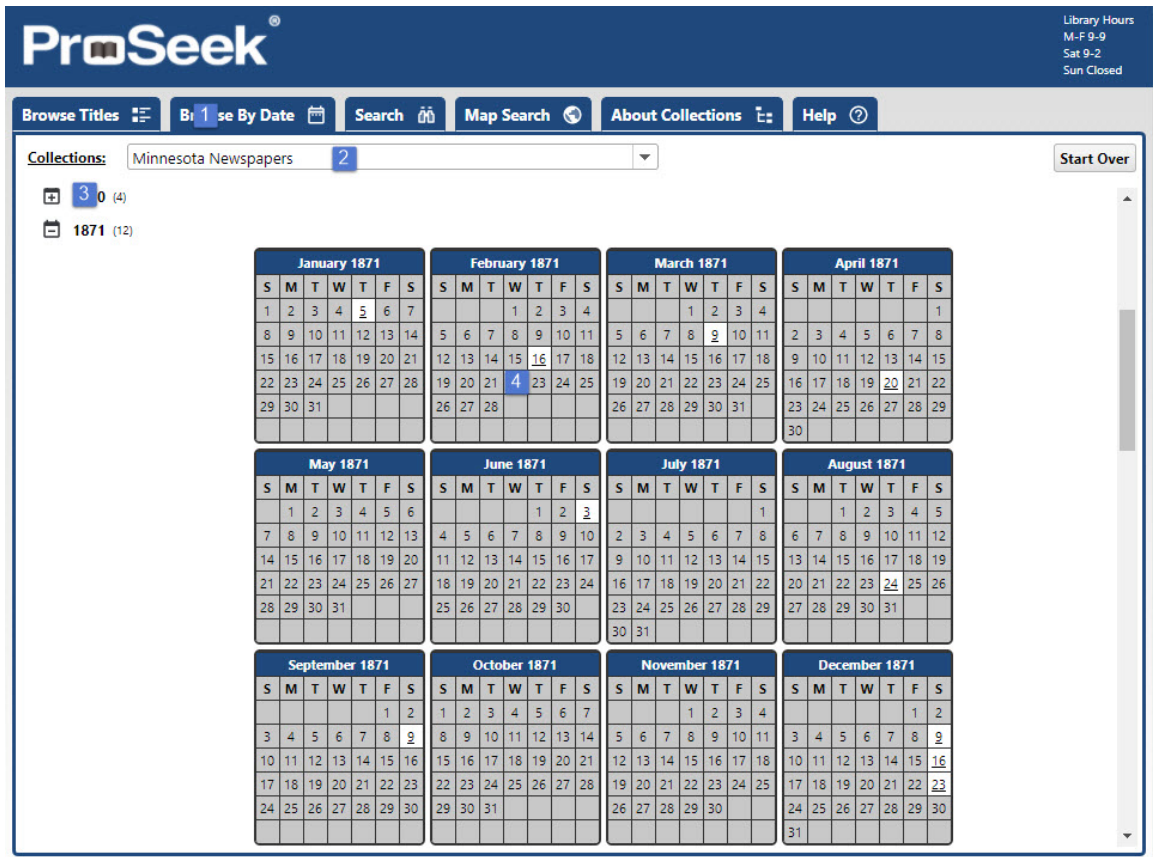 ProSeek®
Library Hours
M-F 9-9
Sat 9-2
Sun Closed
Browse Titles Br 1 se By Date Search Map Search About Collections Help ?
Collections: Minnesota Newspapers 2 Start Over
3 0 (4)
1871 (12)
January 1871 February 1871 March 1871 April 1871
S M T W T F S S M T W T F S S M T W T F S S M T W T F S
1 2 3 4 5 6 7 1 2 3 4 1 2 3 4 1
8 9 10 11 12 13 14 5 6 7 8 9 10 11 5 6 7 8 9 10 11 2 3 4 5 6 7 8
15 16 17 18 19 20 21 12 13 14 15 16 17 18 12 13 14 15 16 17 18 9 10 11 12 13 14 15
22 23 24 25 26 27 28 19 20 21 4 23 24 25 19 20 21 22 23 24 25 16 17 18 19 20 21 22
29 30 31 26 27 28 26 27 28 29 30 31 23 24 25 26 27 28 29
30
May 1871 June 1871 July 1871 August 1871
S M T W T F S S M T W T F S S M T W T F S S M T W T F S
1 2 3 4 5 6 1 2 3 1 1 2 3 4 5
7 8 9 10 11 12 13 4 5 6 7 8 9 10 2 3 4 5 6 7 8 6 7 8 9 10 11 12
14 15 16 17 18 19 20 11 12 13 14 15 16 17 9 10 11 12 13 14 15 13 14 15 16 17 18 19
21 22 23 24 25 26 27 18 19 20 21 22 23 24 16 17 18 19 20 21 22 20 21 22 23 24 25 26
28 29 30 31 25 26 27 28 29 30 23 24 25 26 27 28 29 27 28 29 30 31
30 31
September 1871 October 1871 November 1871 December 1871
S M T W T F S S M T W T F S S M T W T F S S M T W T F S
1 2 1 2 3 4 5 6 7 1 2 3 4 1 2
3 4 5 6 7 8 9 8 9 10 11 12 13 14 5 6 7 8 9 10 11 3 4 5 6 7 8 9
10 11 12 13 14 15 16 15 16 17 18 19 20 21 12 13 14 15 16 17 18 10 11 12 13 14 15 16
17 18 19 20 21 22 23 22 23 24 25 26 27 28 19 20 21 22 23 24 25 17 18 19 20 21 22 23
24 25 26 27 28 29 30 29 30 31 26 27 28 29 30 24 25 26 27 28 29 30
31